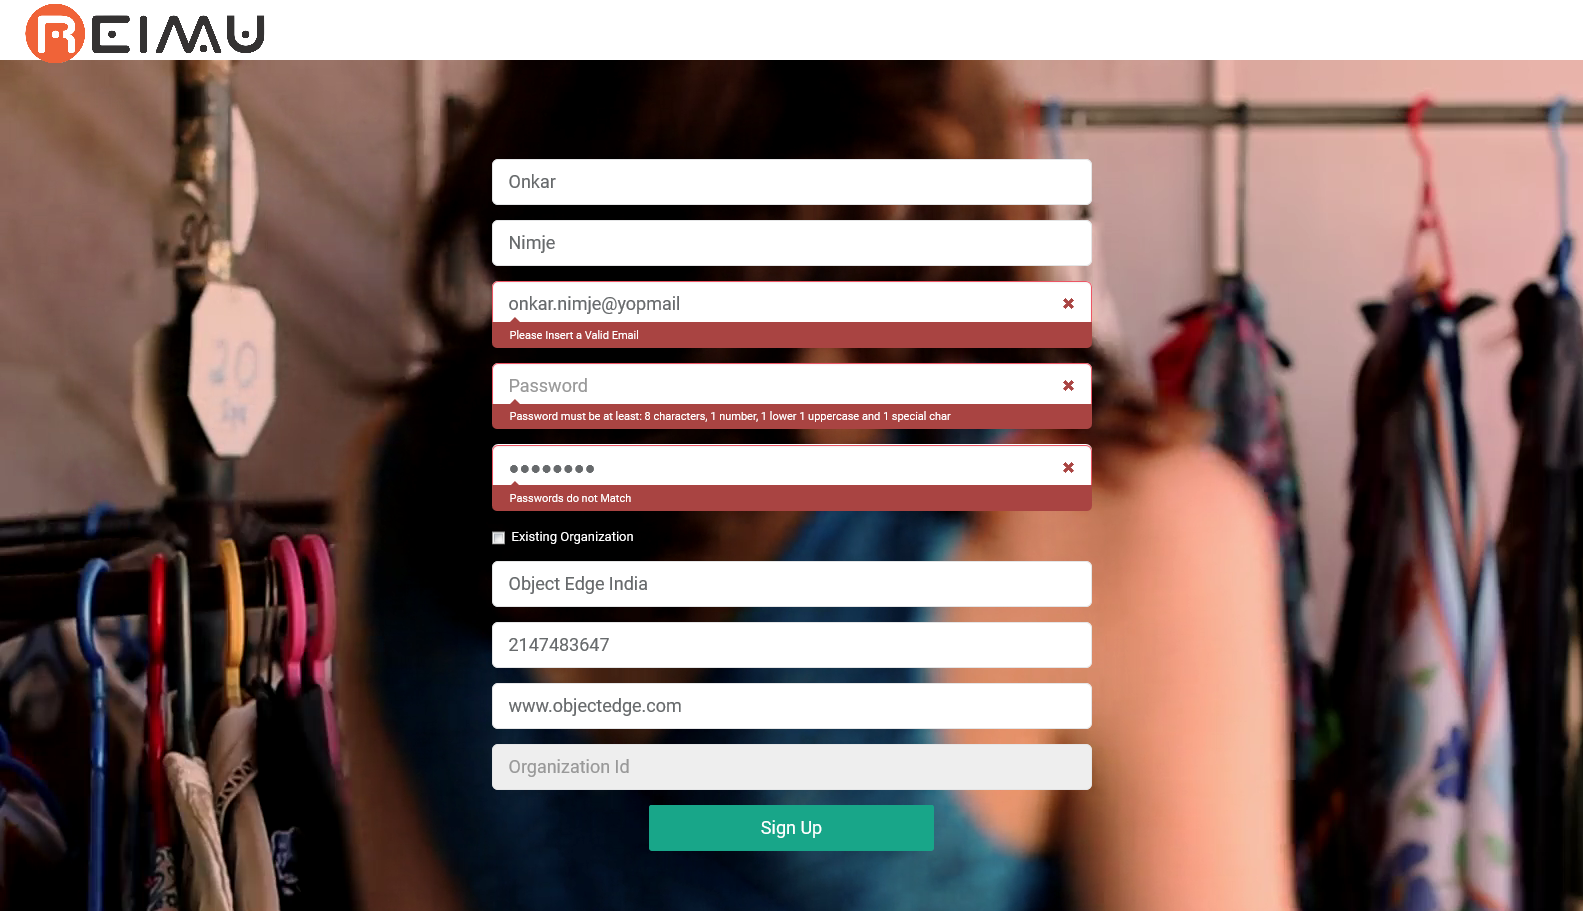 REIMU
Onkar
Nimje
onkar.nimje@yopmail
Please Insert a Valid Email
Password
Password must be at least: 8 characters, 1 number, 1 lower 1 uppercase and 1 special char
●●●●●●●●
Passwords do not Match
Existing Organization
Object Edge India
2147483647
www.objectedge.com
Organization Id
Sign Up
20